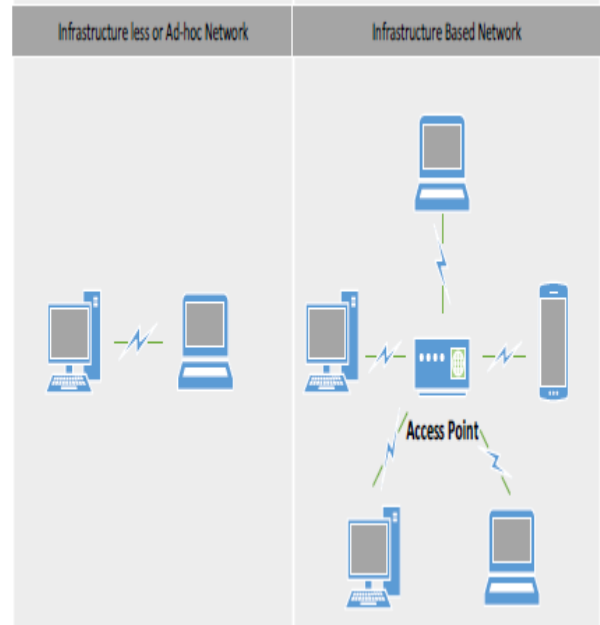 Infrastructure less or Ad-hoc Network
Infrastructure Based Network
Access Point